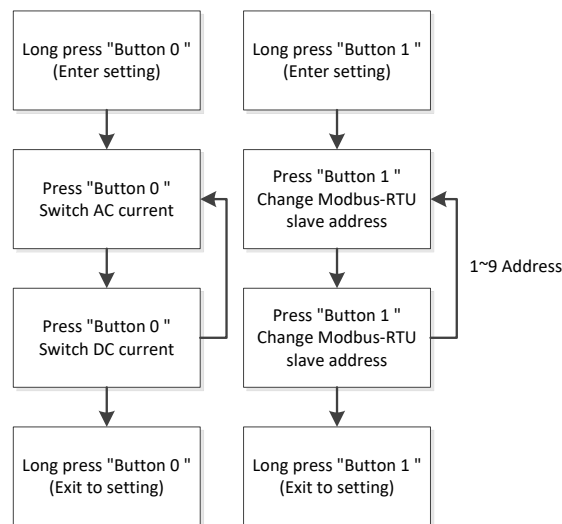 Long press "Button 0 "
(Enter setting)
Press "Button 0 "
Switch AC current
Press "Button 0 "
Switch DC current
Long press "Button 0 "
(Exit to setting)
Long press "Button 1 "
(Enter setting)
Press "Button 1 "
Change Modbus-RTU
slave address
1~9 Address
Press "Button 1 "
Change Modbus-RTU
slave address
Long press "Button 1 "
(Exit to setting)